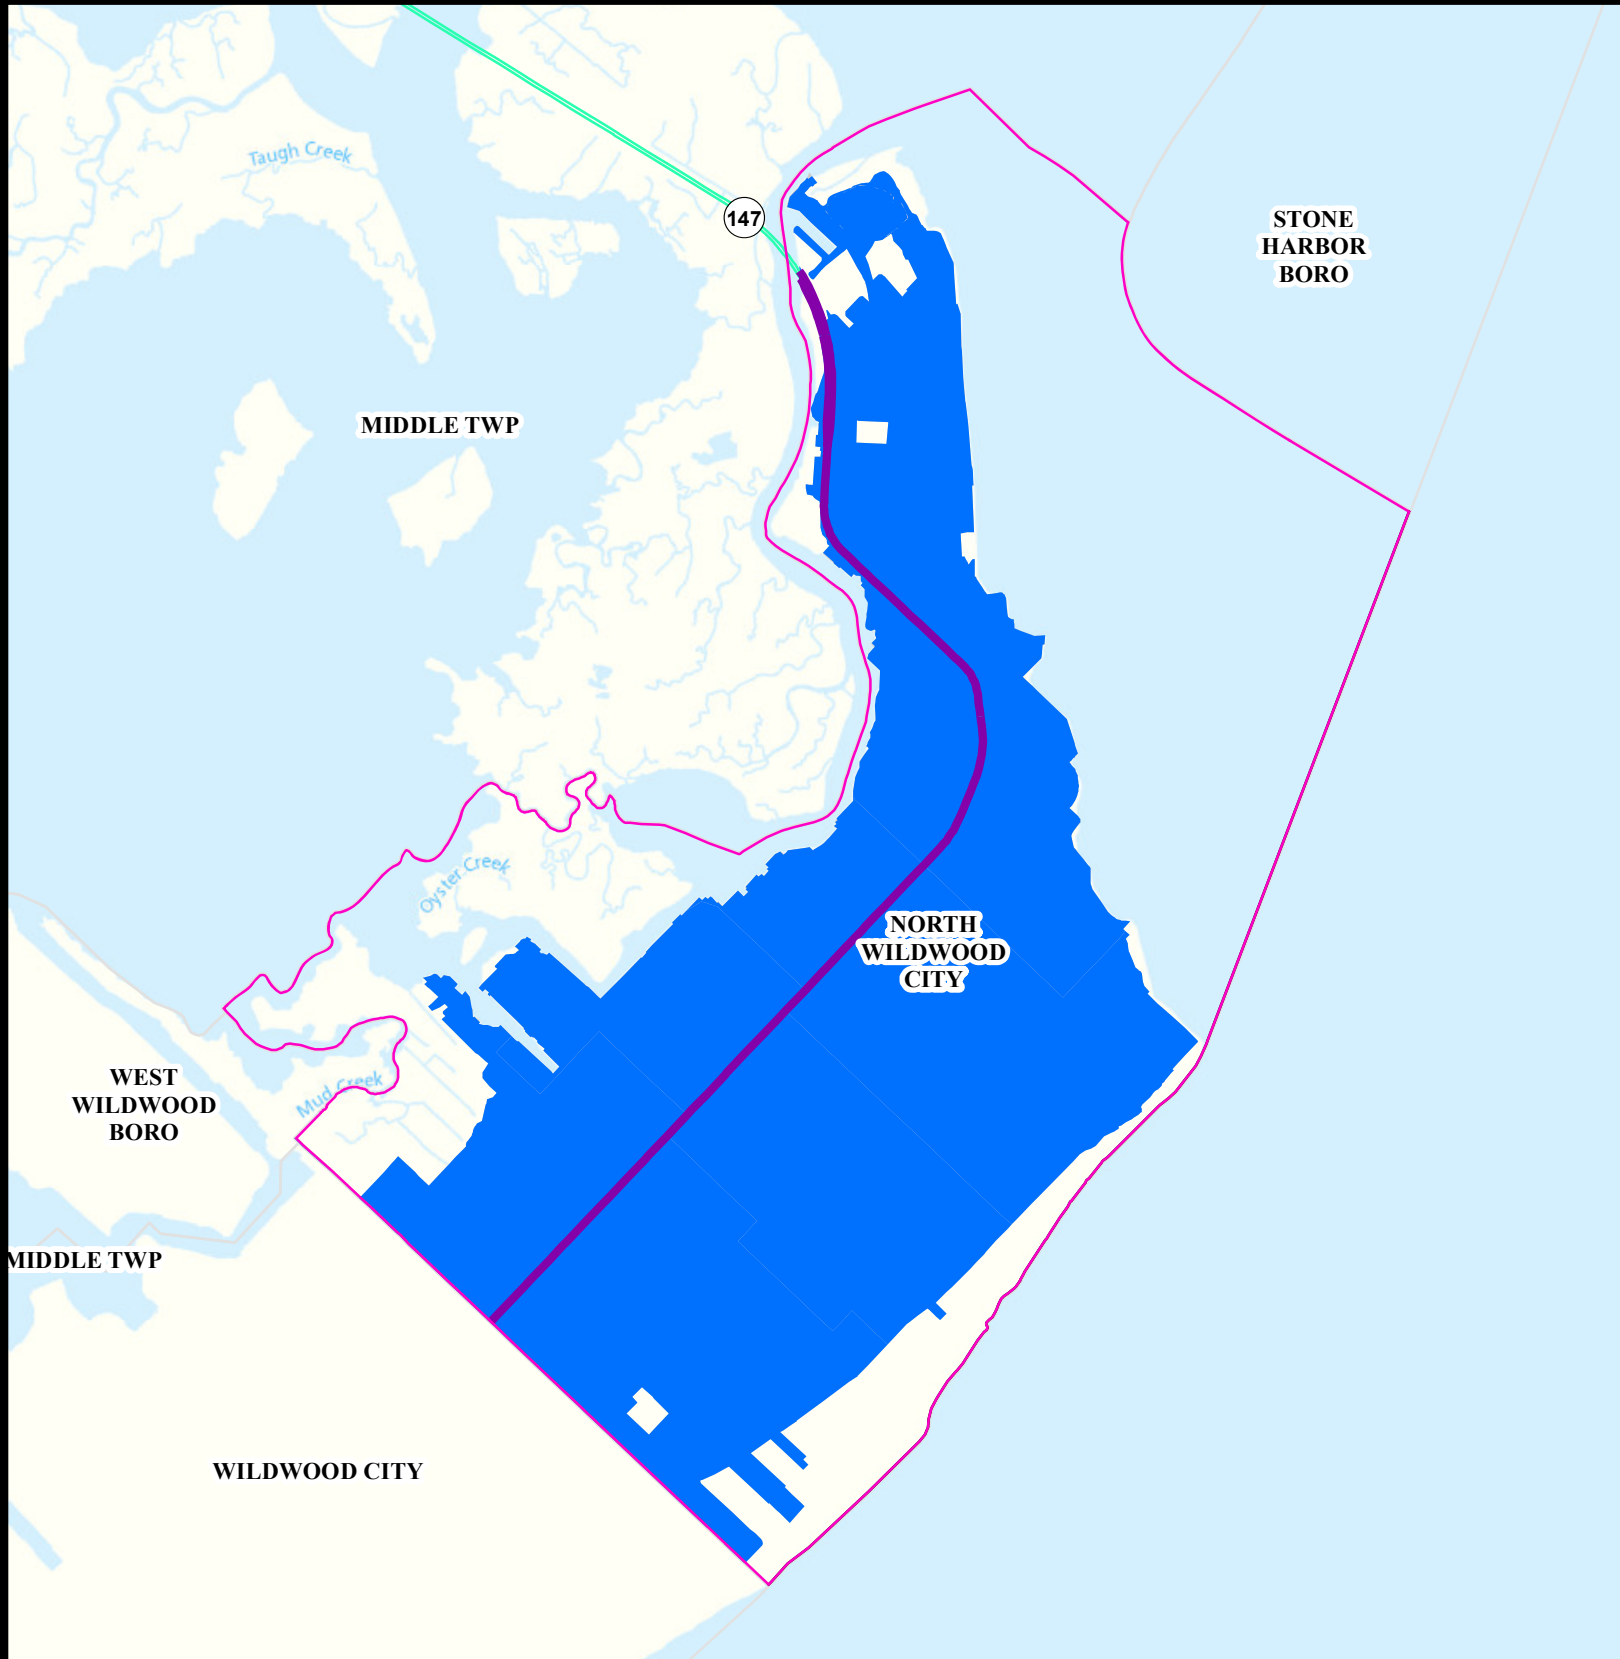 Taugh Creek
147
STONE
HARBOR
BORO
MIDDLE TWP
Oyster Creek
NORTH
WILDWOOD
CITY
WEST
WILDWOOD
BORO
Mud Creek
MIDDLE TWP
WILDWOOD CITY